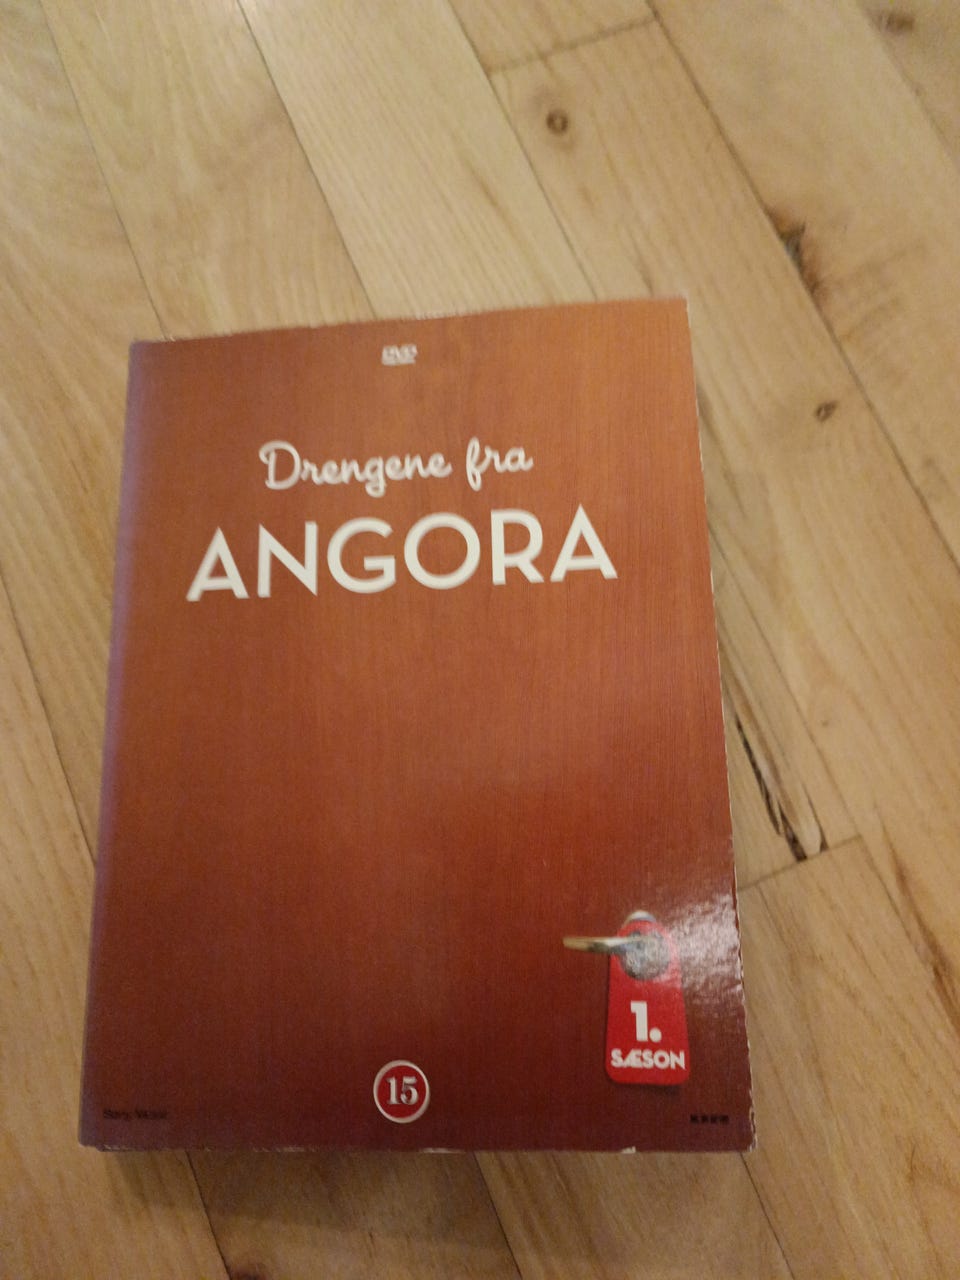 DVD
Drengene fra
ANGORA
1.
SÆSON
15